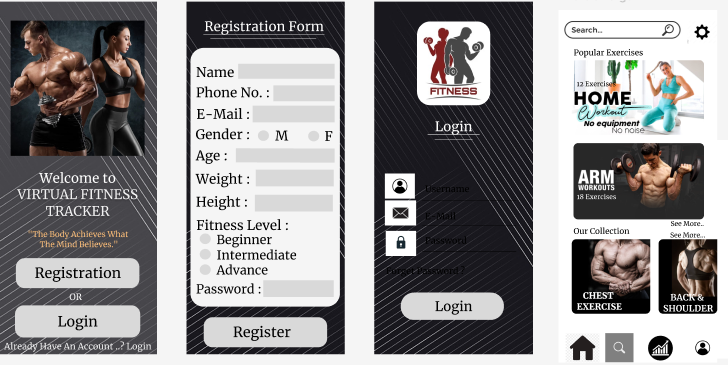 Welcome to
VIRTUAL FITNESS
TRACKER
"The Body Achieves What
The Mind Believes."
Registration
OR
Login
Already Have An Account ..? Login
Registration Form
Name
Phone No. :
E-Mail :
Gender : M F
Age :
Weight :
Height :
Fitness Level :
Beginner
Intermediate
Advance
Password :
Register
FITNESS
Login
Username
E-Mail
Password
Forgot Password ?
Login
Search...
Popular Exercises
12 Exercises
HOME
Workout
No equipment
No noise
ARM
WORKOUTS
18 Exercises
See More..
Our Collection
See More..
CHEST
EXERCISE
BACK &
SHOULDER